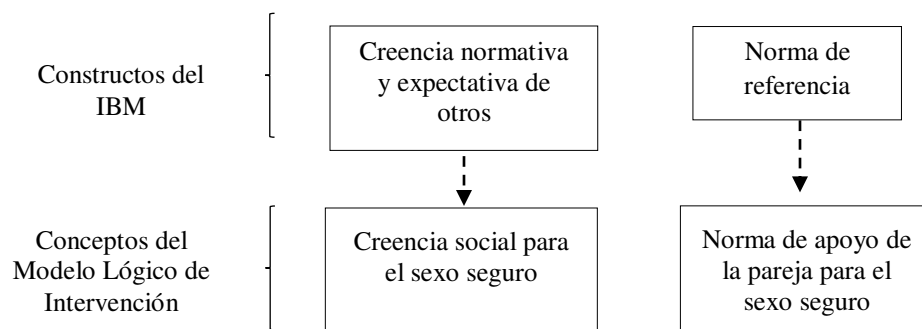 Constructos del
IBM
Creencia normativa
y expectativa de
otros
Norma de
referencia
Conceptos del
Modelo Lógico de
Intervención
Creencia social para
el sexo seguro
Norma de apoyo de
la pareja para el
sexo seguro